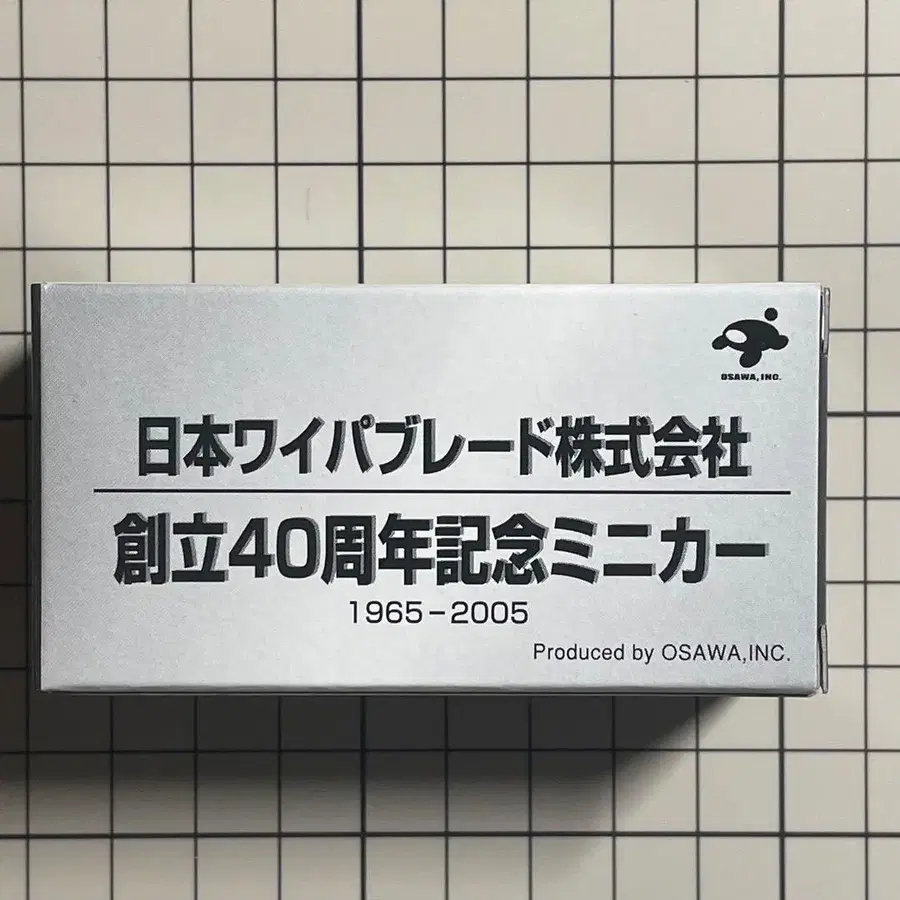 OSAWA, INC.
日本ワイパブレード株式会社
創立40周年記念ミニカー
1965-2005
Produced by OSAWA,INC.